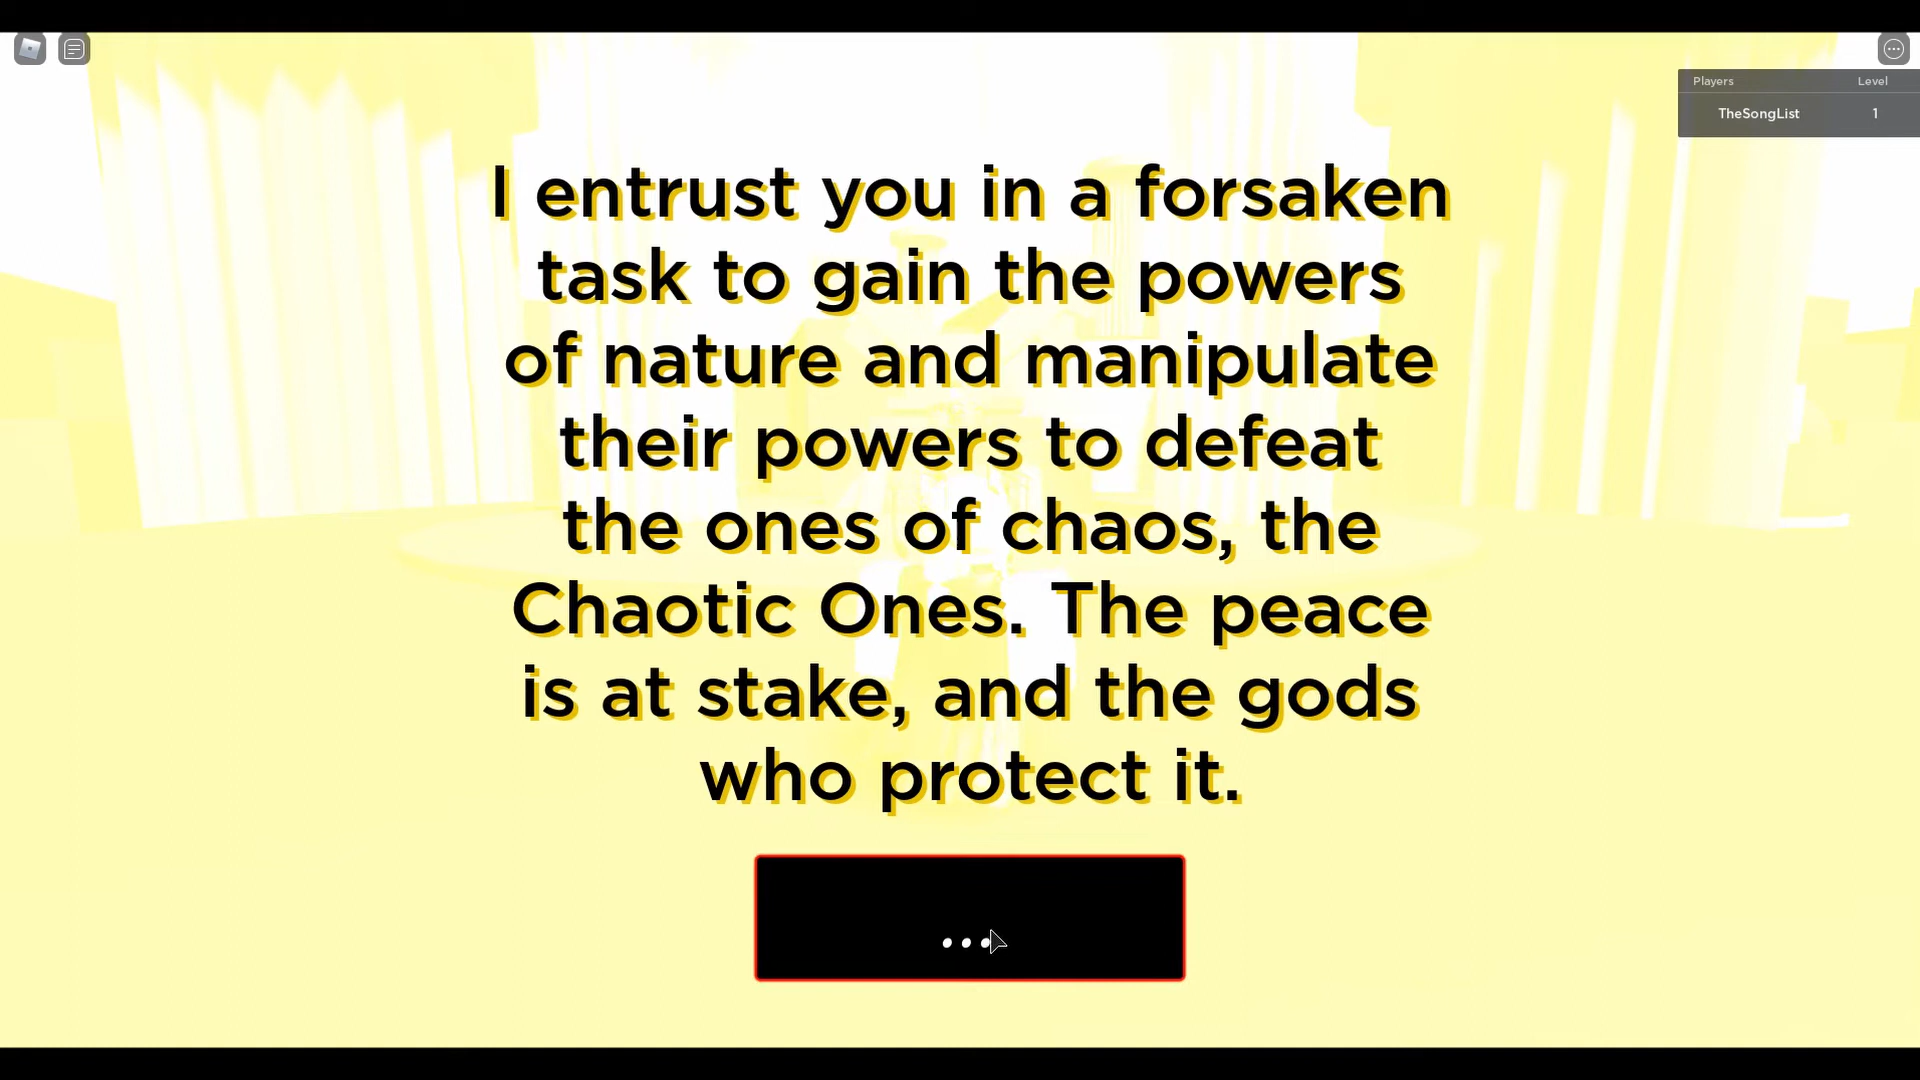 Players Level
TheSongList 1
I entrust you in a forsaken
task to gain the powers
of nature and manipulate
their powers to defeat
the ones of chaos, the
Chaotic Ones. The peace
is at stake, and the gods
who protect it.
...